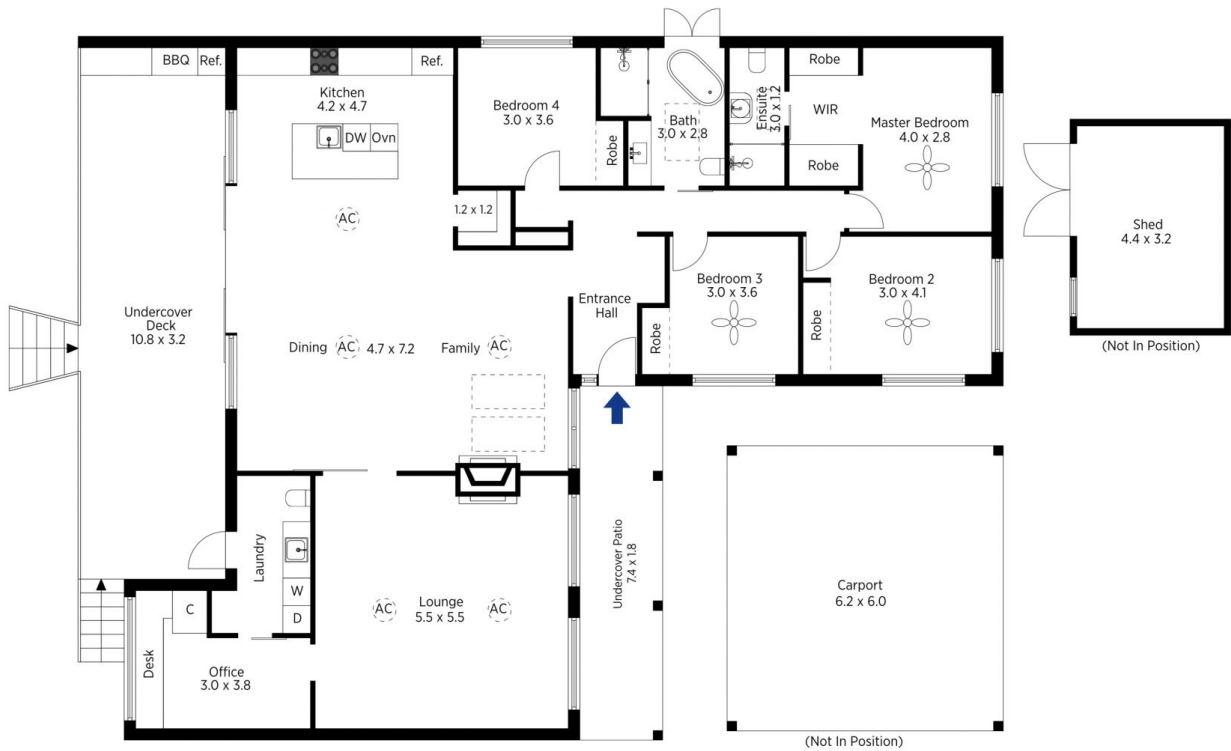 BBQ
Ref.
Ref.
Kitchen
4.2 x 4.7
DW
Ovn
Bedroom 4
3.0 x 3.6
Robe
Bath
3.0 x 2.8
Ensuite
3.0 x 1.2
Robe
WIR
Robe
Master Bedroom
4.0 x 2.8
AC
1.2 x 1.2
Shed
4.4 x 3.2
(Not In Position)
Undercover
Deck
10.8 x 3.2
Dining
AC
4.7 x 7.2
Family
AC
Entrance
Hall
Robe
Bedroom 3
3.0 x 3.6
Robe
Bedroom 2
3.0 x 4.1
Laundry
W
D
Lounge
5.5 x 5.5
AC
AC
Undercover Patio
7.4 x 1.8
Carport
6.2 x 6.0
(Not In Position)
C
Desk
Office
3.0 x 3.8